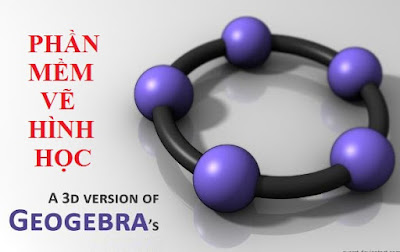 PHẦN
MỀM
VẼ
HÌNH
HỌC
A 3D VERSION OF
GEOGEBRA's